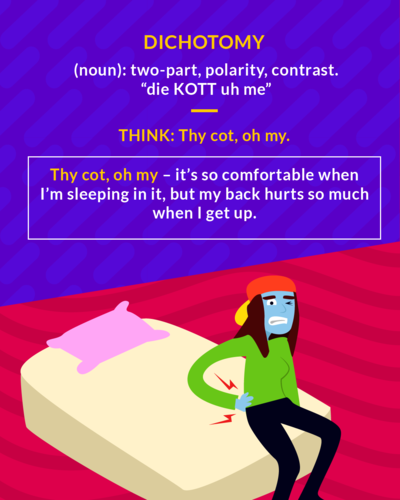 DICHOTOMY
(noun): two-part, polarity, contrast.
“die KOTT uh me”
THINK: Thy cot, oh my.
Thy cot, oh my – it’s so comfortable when
I’m sleeping in it, but my back hurts so much
when I get up.